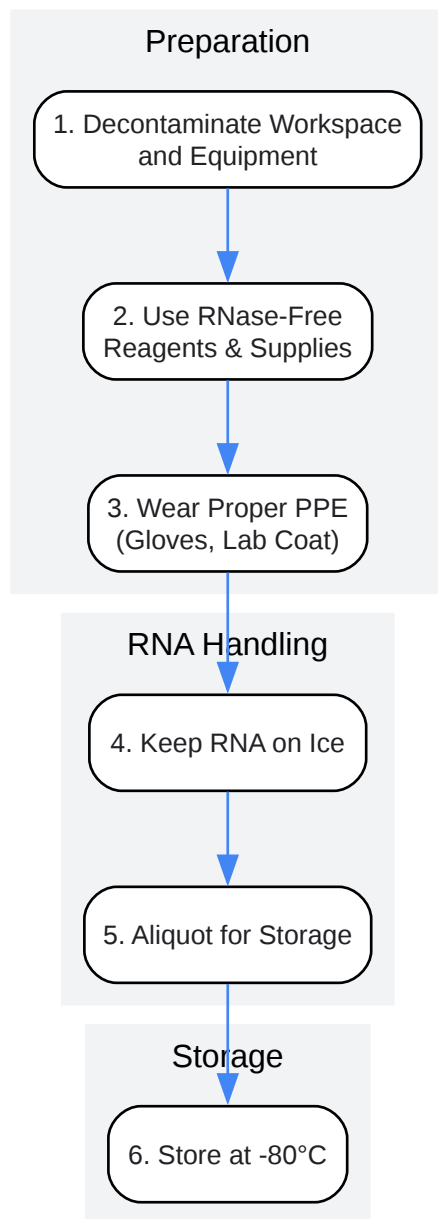 Preparation
1. Decontaminate Workspace
and Equipment
2. Use RNase-Free
Reagents & Supplies
3. Wear Proper PPE
(Gloves, Lab Coat)
RNA Handling
4. Keep RNA on Ice
5. Aliquot for Storage
Storage
6. Store at -80°C